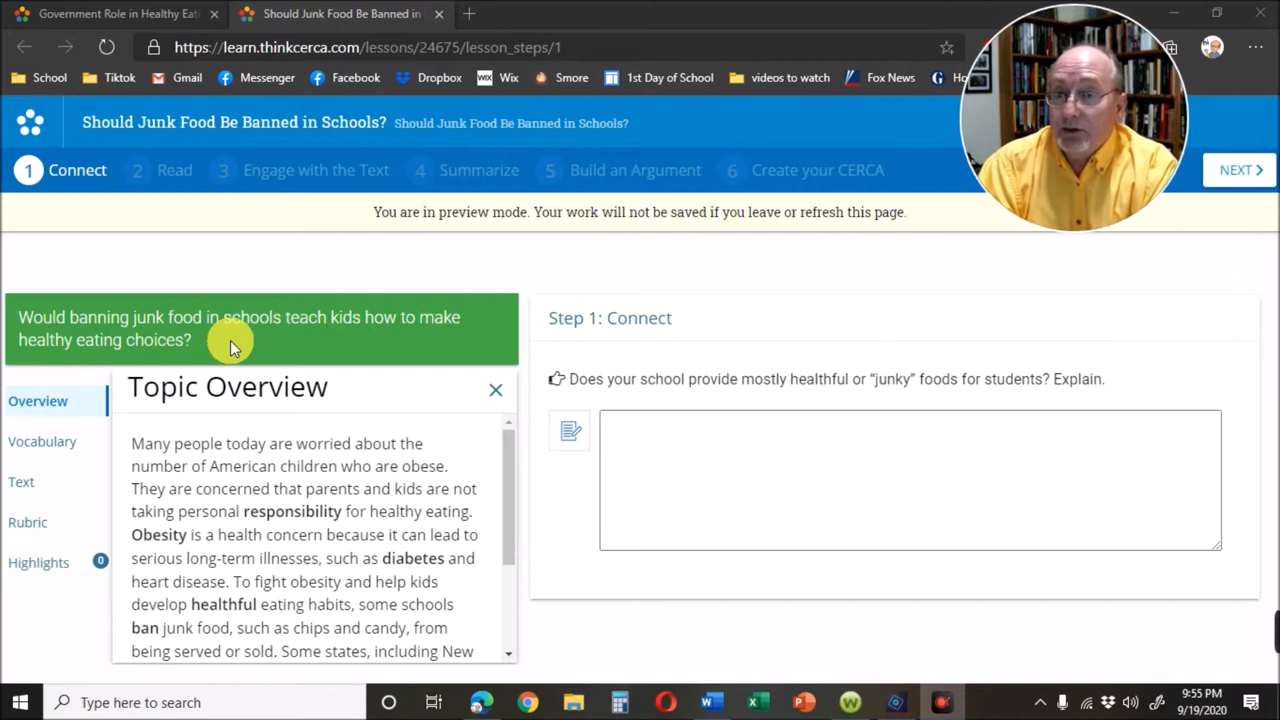 Government Role in Healthy Eat
Should Junk Food Be Banned in
https://learn.thinkcerca.com/lessons/24675/lesson_steps/1
School
Tiktok
Gmail
Messenger
Facebook
Dropbox
WIX Wix
Smore
1st Day of School
videos to watch
Fox News
G Ho
Should Junk Food Be Banned in Schools? Should Junk Food Be Banned in Schools?
1 Connect 2 Read 3 Engage with the Text 4 Summarize 5 Build an Argument 6 Create your CERCA
NEXT
You are in preview mode. Your work will not be saved if you leave or refresh this page.
Would banning junk food in schools teach kids how to make
healthy eating choices?
Overview
Vocabulary
Text
Rubric
Highlights 0
Topic Overview
Many people today are worried about the
number of American children who are obese.
They are concerned that parents and kids are not
taking personal responsibility for healthy eating.
Obesity is a health concern because it can lead to
serious long-term illnesses, such as diabetes and
heart disease. To fight obesity and help kids
develop healthful eating habits, some schools
ban junk food, such as chips and candy, from
being served or sold. Some states, including New
Step 1: Connect
Does your school provide mostly healthful or “junky” foods for students? Explain.
Type here to search
9:55 PM
9/19/2020